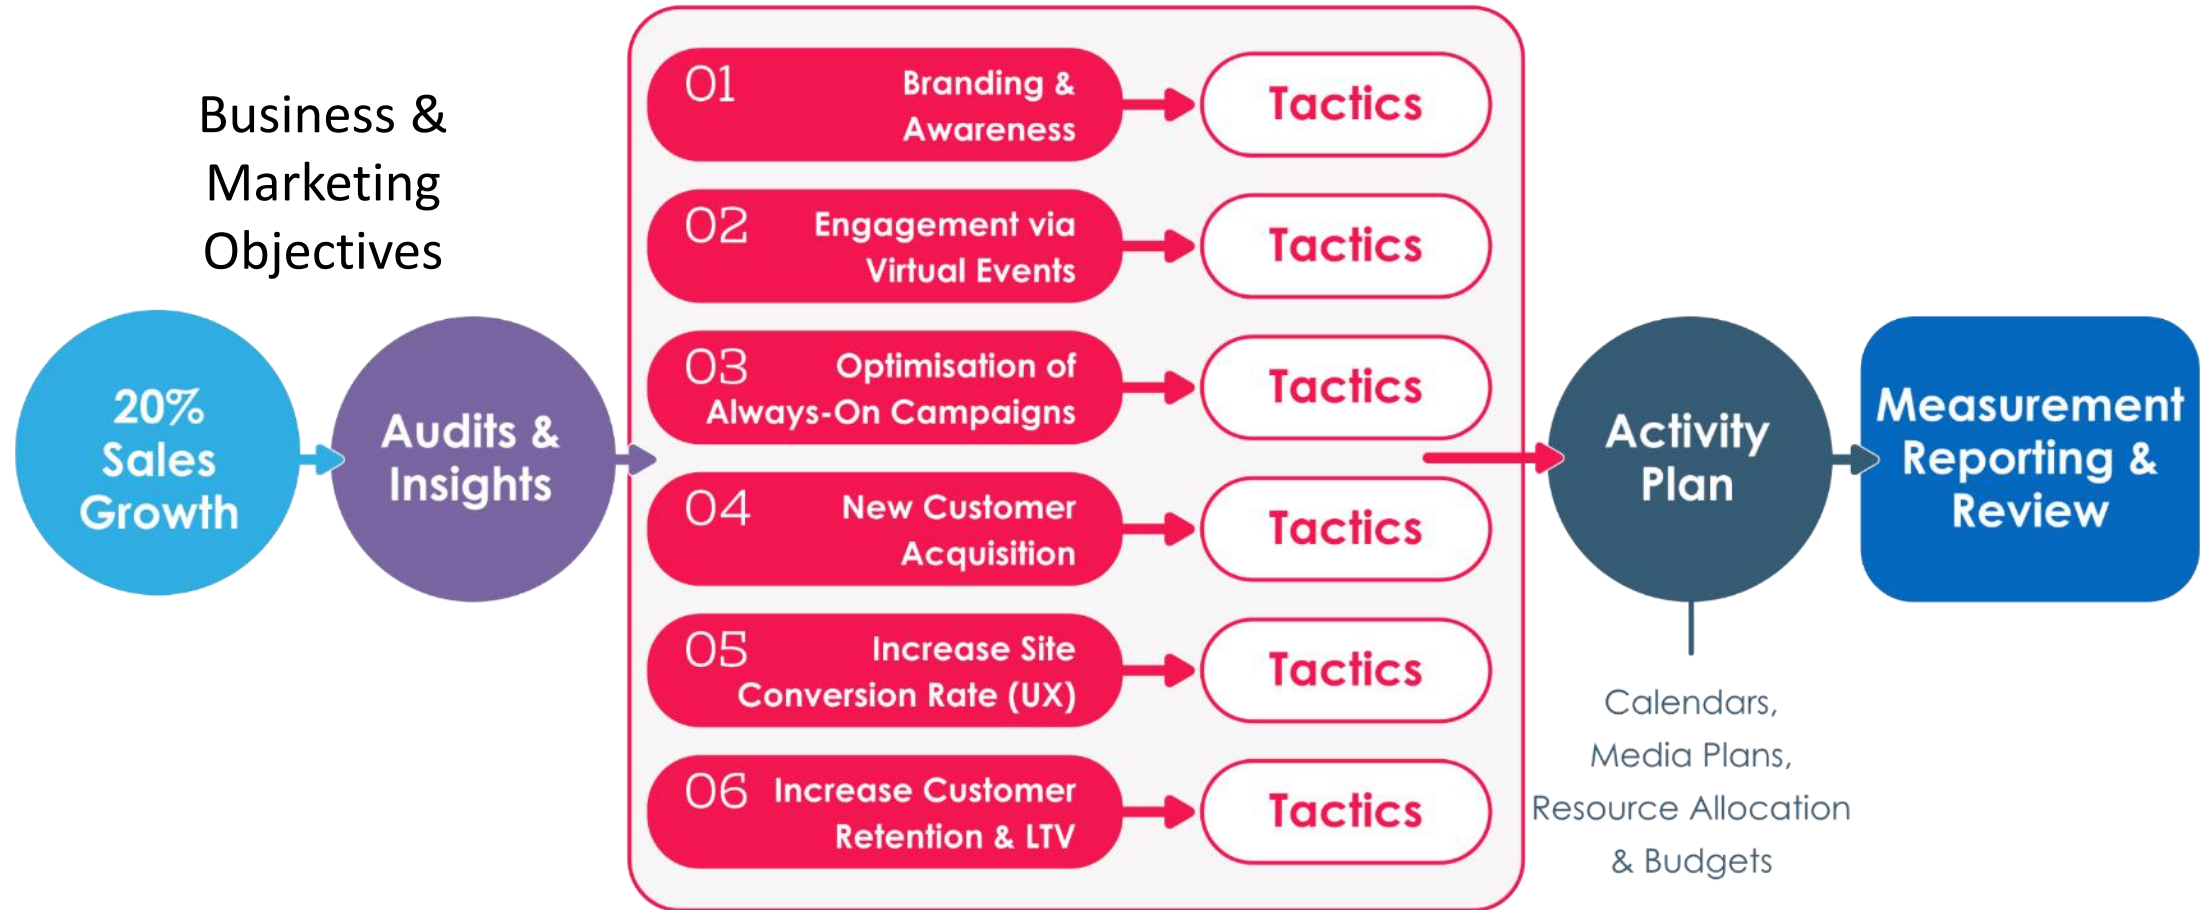 Business &
Marketing
Objectives
20%
Sales
Growth
Audits &
Insights
01
Branding &
Awareness
Tactics
02
Engagement via
Virtual Events
Tactics
03
Optimisation of
Always-On Campaigns
Tactics
04
New Customer
Acquisition
Tactics
05
Increase Site
Conversion Rate (UX)
Tactics
06
Increase Customer
Retention & LTV
Tactics
Activity
Plan
Calendars,
Media Plans,
Resource Allocation
& Budgets
Measurement
Reporting &
Review